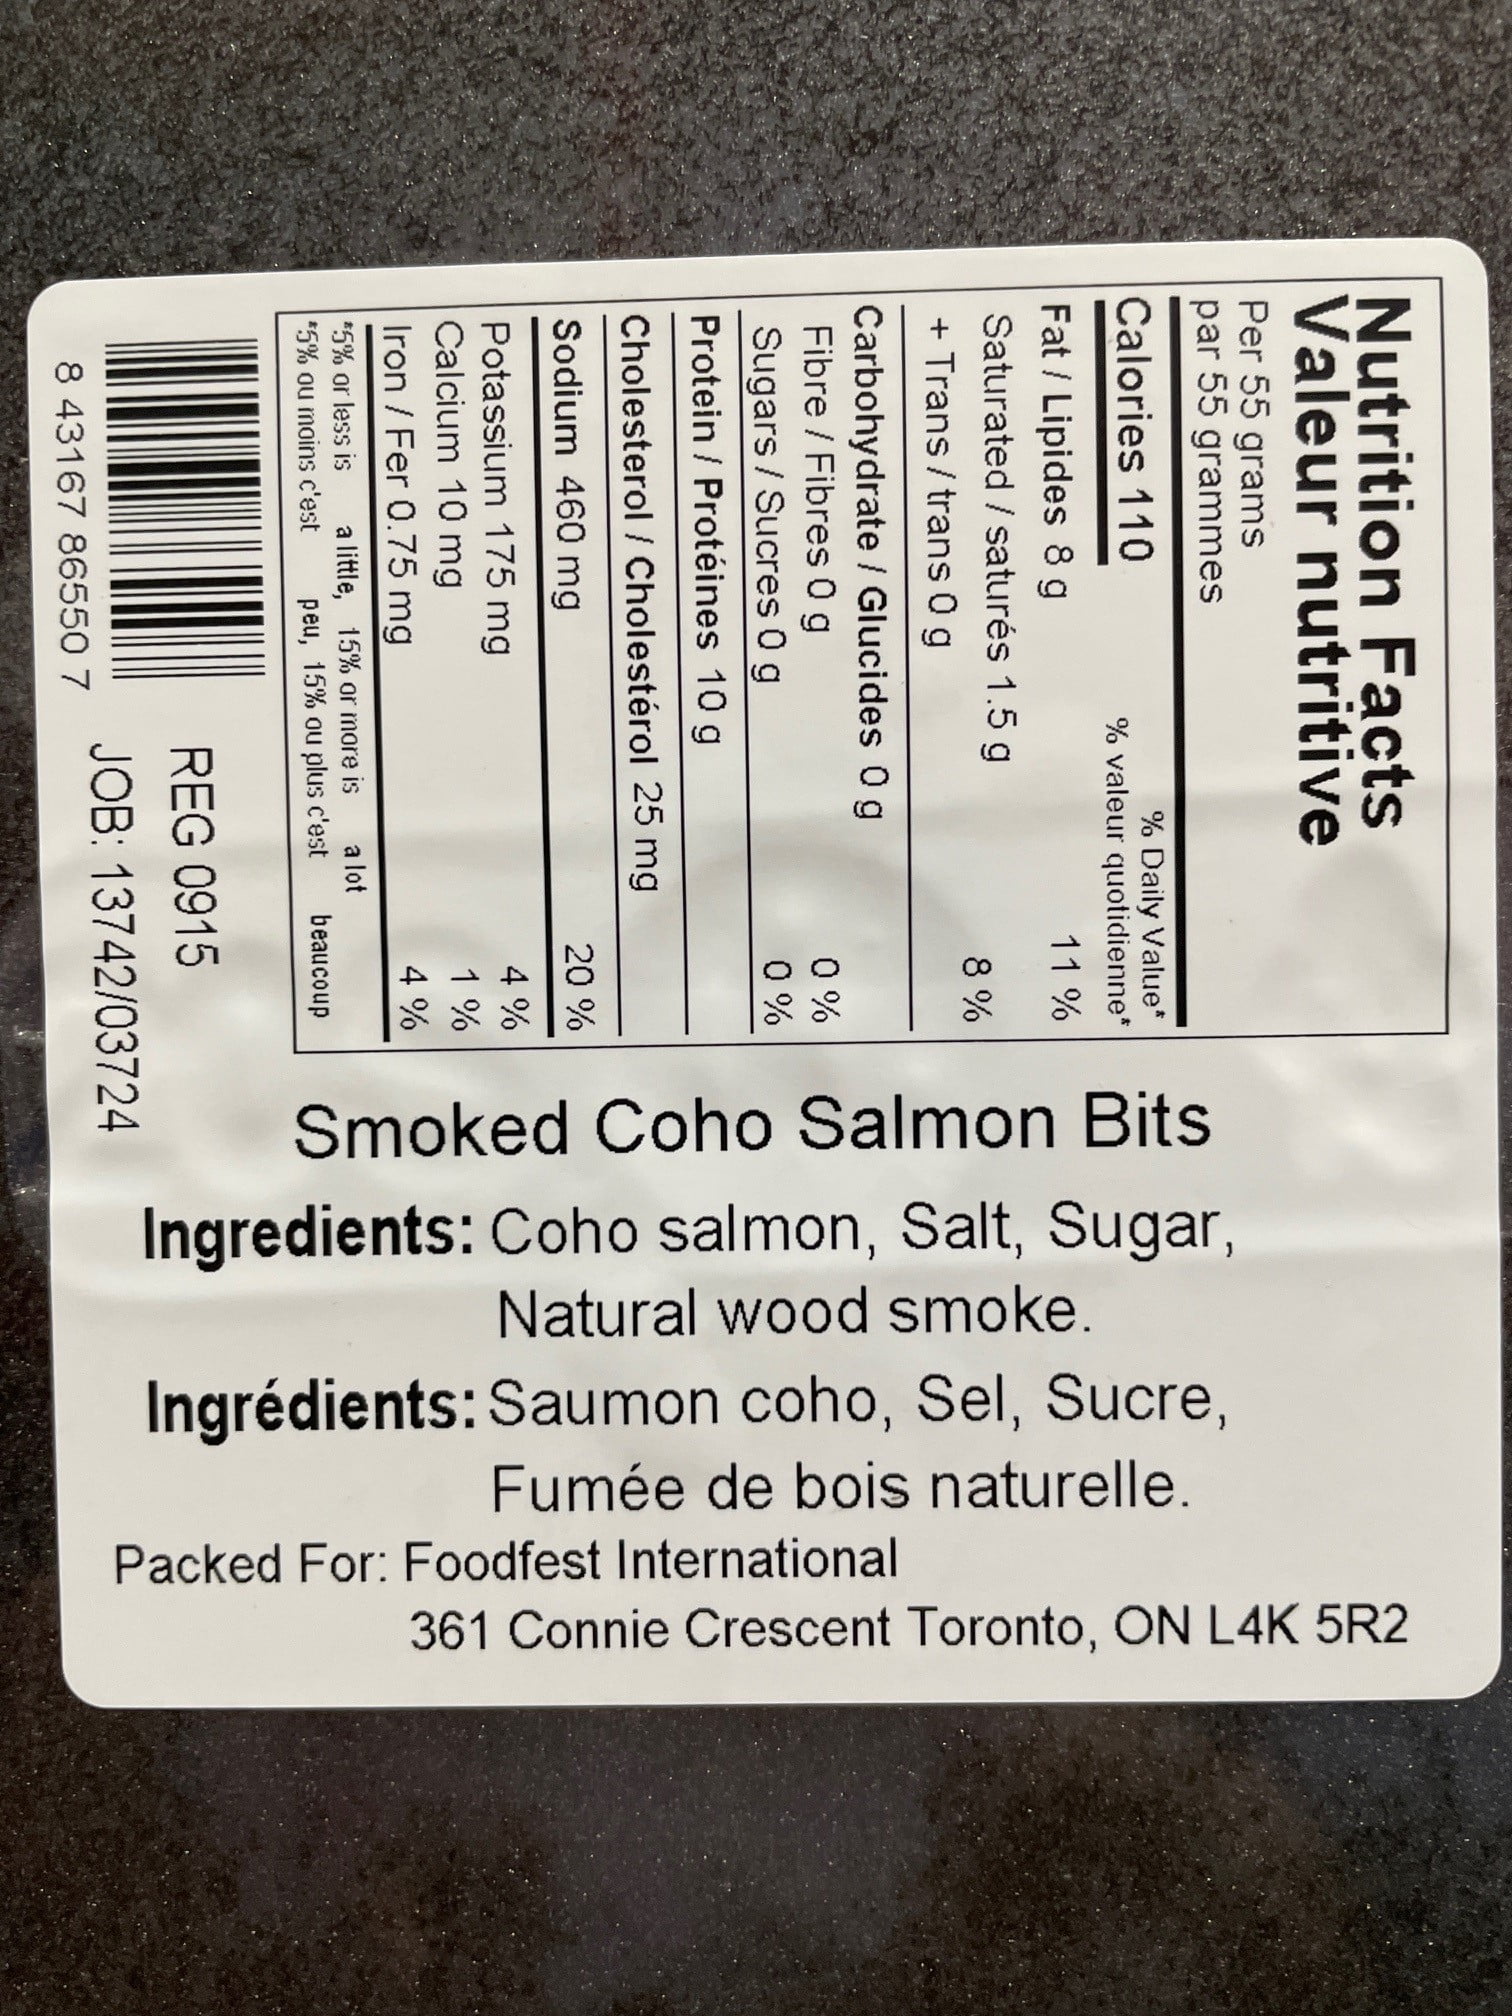 Nutrition Facts
Valeur nutritive
Per 55 grams
par 55 grammes
% Daily Value*
Calories 110 % valeur quotidienne*
Fat / Lipides 8 g 11 %
Saturated / saturés 1.5 g 8 %
+ Trans / trans 0 g
Carbohydrate / Glucides 0 g
Fibre / Fibres 0 g 0 %
Sugars / Sucres 0 g 0 %
Protein / Protéines 10 g
Cholesterol / Cholestérol 25 mg
Sodium 460 mg 20 %
Potassium 175 mg 4 %
Calcium 10 mg 1 %
Iron / Fer 0.75 mg 4 %
*5% or less is a little, 15% or more is a lot
*5% ou moins c'est peu, 15% ou plus c'est beaucoup
8 43167 86550 7
REG 0915
JOB: 13742/03724
Smoked Coho Salmon Bits
Ingredients: Coho salmon, Salt, Sugar,
Natural wood smoke.
Ingrédients: Saumon coho, Sel, Sucre,
Fumée de bois naturelle.
Packed For: Foodfest International
361 Connie Crescent Toronto, ON L4K 5R2